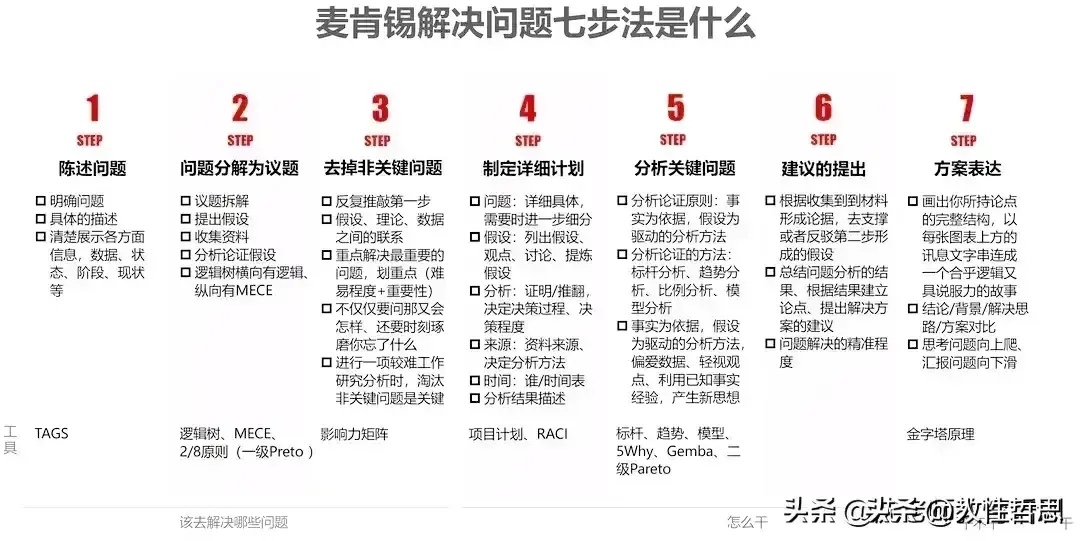 麦肯锡解决问题七步法是什么
1
STEP
陈述问题
明确问题
具体的描述
清楚展示各方面
信息，数据、状
态、阶段、现状
等
2
STEP
问题分解为议题
议题拆解
提出假设
收集资料
分析论证假设
逻辑树横向有逻辑、
纵向有MECE
3
STEP
去掉非关键问题
反复推敲第一步
假设、理论、数据
之间的联系
重点解决最重要的
问题，划重点（难
易程度+重要性）
不仅仅要问那又会
怎样、还要时刻琢
磨你忘了什么
进行一项较难工作
研究分析时，淘汰
非关键问题是关键
4
STEP
制定详细计划
问题：详细具体，
需要时进一步细分
假设：列出假设、
观点、讨论、提炼
假设
分析：证明/推翻，
决定决策过程、决
策程度
来源：资料来源、
决定分析方法
时间：谁/时间表
分析结果描述
5
STEP
分析关键问题
分析论证原则：事
实为依据，假设为
驱动的分析方法
分析论证的方法：
标杆分析、趋势分
析、比例分析、模
型分析
事实为依据，假设
为驱动的分析方法，
偏爱数据、轻视观
点、利用已知事实
经验，产生新思想
6
STEP
建议的提出
根据收集到到材料
形成论据，去支撑
或者反驳第二步形
成的假设
总结问题分析的结
果、根据结果建立
论点、提出解决方
案的建议
问题解决的精准程
度
7
STEP
方案表达
画出你所持论点
的完整结构，以
每张图表上方的
讯息文字串连成
一个合乎逻辑又
具说服力的故事
结论/背景/解决思
路/方案对比
思考问题向上爬、
汇报问题向下滑
工具
TAGS
逻辑树、MECE、
2/8原则（一级Preto ）
影响力矩阵
项目计划、RACI
标杆、趋势、模型、
5Why、Gemba、二
级Pareto
金字塔原理
该去解决哪些问题
怎么干
头条 @头条@教性哲思